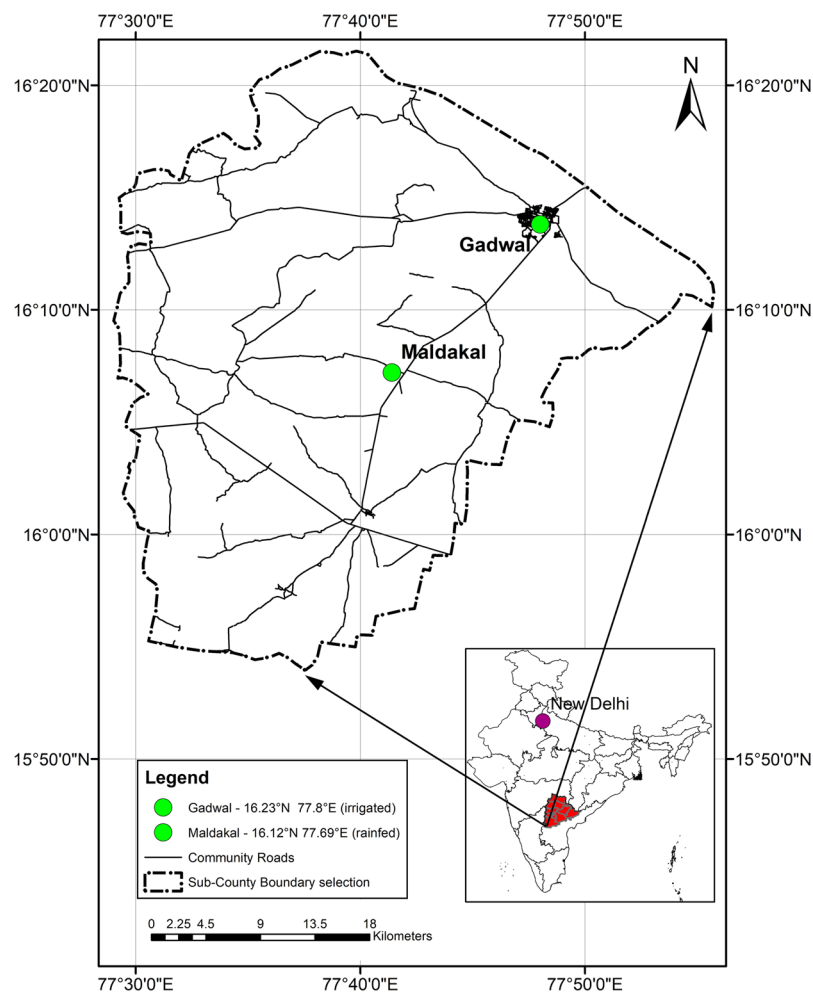 77°30'0"E 77°40'0"E 77°50'0"E
N
16°20'0"N 16°20'0"N
Gadwal
16°10'0"N 16°10'0"N
Maldakal
16°0'0"N 16°0'0"N
New Delhi
15°50'0"N 15°50'0"N
Legend
Gadwal - 16.23°N 77.8°E (irrigated)
Maldakal - 16.12°N 77.69°E (rainfed)
Community Roads
Sub-County Boundary selection
0 2.25 4.5 9 13.5 18
Kilometers
77°30'0"E 77°40'0"E 77°50'0"E